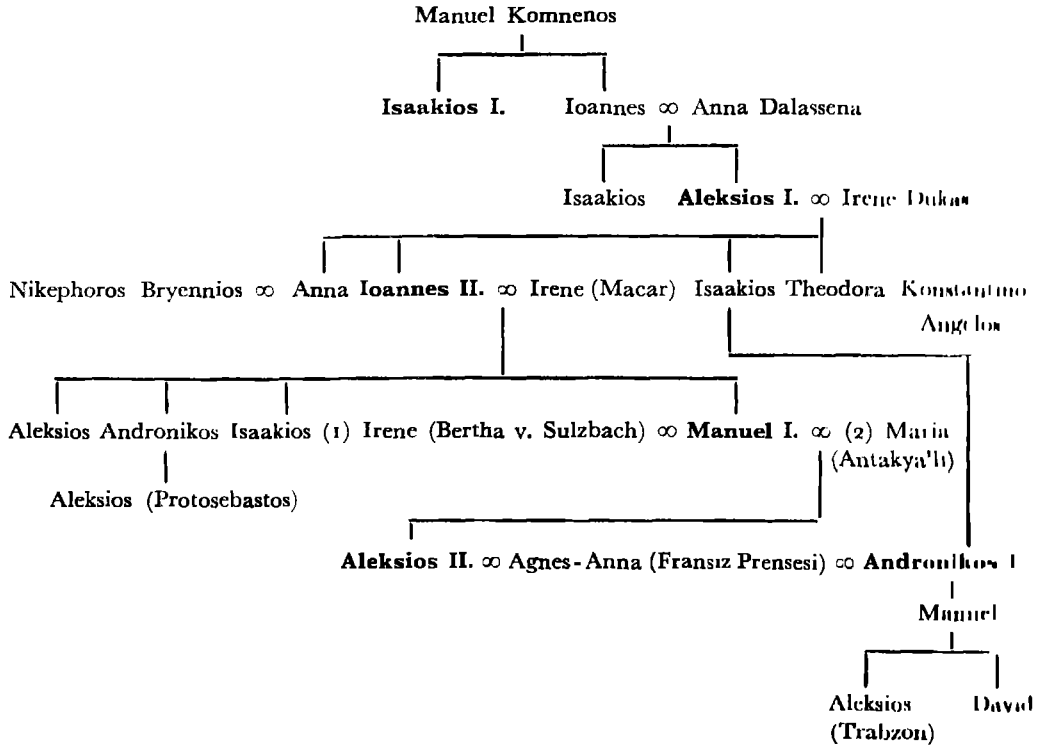 Manuel Komnenos
Isaakios I. Ioannes ∞ Anna Dalassena
Isaakios Aleksios I. ∞ Irene Dukas
Nikephoros Bryennios ∞ Anna Ioannes II. ∞ Irene (Macar) Isaakios Theodora
Angelos
Aleksios Andronikos Isaakios (1) Irene (Bertha v. Sulzbach) ∞ Manuel I. ∞ (2) Maria
(Antakya'lı)
Aleksios (Protosebastos)
Aleksios II. ∞ Agnes-Anna (Fransız Prensesi) ∞ Andronikos I
Manuel
Aleksios David
(Trabzon)